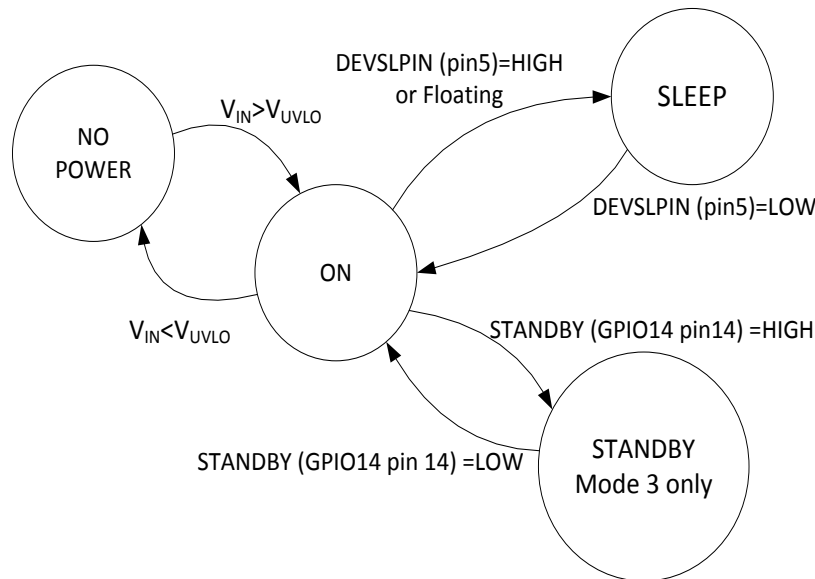 DEVSLPIN (pin5)=HIGH
or Floating
SLEEP
V_IN>V_UVLO
NO
POWER
DEVSLPIN (pin5)=LOW
ON
V_IN<V_UVLO
STANDBY (GPIO14 pin14) =HIGH
STANDBY (GPIO14 pin 14) =LOW
STANDBY
Mode 3 only